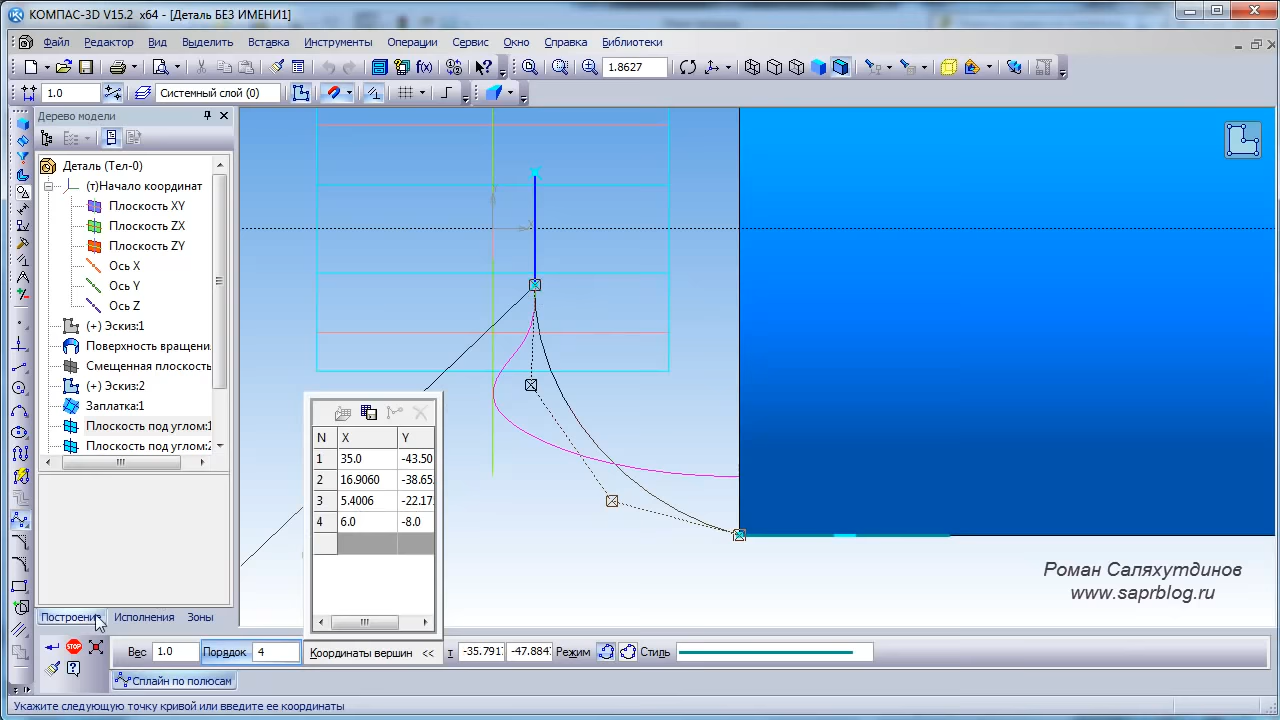 КОМПАС-3D V15.2 x64 - [Деталь БЕЗ ИМЕНИ1]
Файл Редактор Вид Выделить Вставка Инструменты Операции Сервис Окно Справка Библиотеки
1.8627
1.0 Системный слой (0)
Дерево модели
Деталь (Тел-0)
(т)Начало координат
Плоскость XY
Плоскость ZX
Плоскость ZY
Ось X
Ось Y
Ось Z
(+) Эскиз:1
Поверхность вращени
Смещенная плоскость
(+) Эскиз:2
Заплатка:1
Плоскость под углом:1
Плоскость под углом:2
N X Y
1 35.0 -43.50
2 16.9060 -38.65
3 5.4006 -22.17
4 6.0 -8.0
Роман Саляхутдинов
www.saprblog.ru
Построение Исполнения Зоны
Вес 1.0 Порядок 4 Координаты вершин << т -35.791 -47.884 Режим Стиль
Сплайн по полюсам
Укажите следующую точку кривой или введите ее координаты